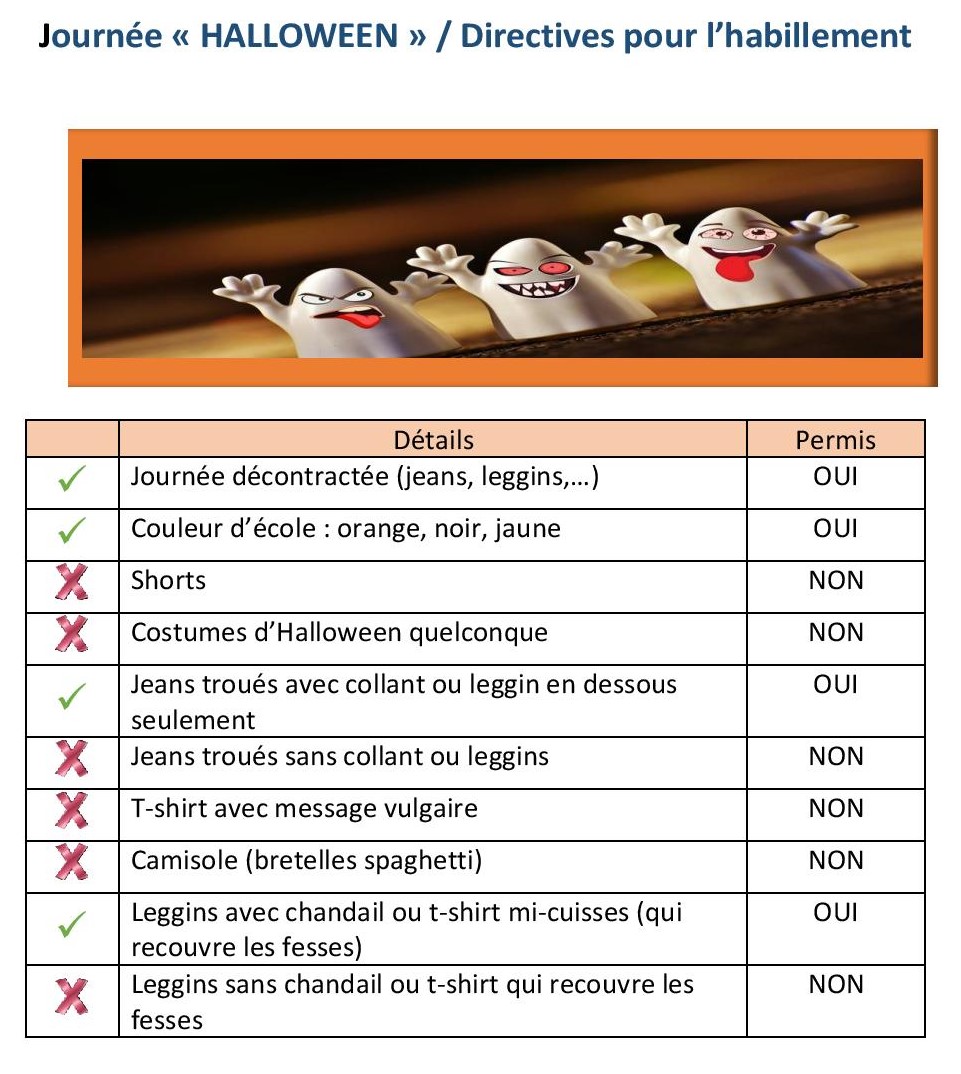 Journée « HALLOWEEN » / Directives pour l’habillement
Détails Permis
Journée décontractée (jeans, leggins,…) OUI
Couleur d’école : orange, noir, jaune OUI
Shorts NON
Costumes d’Halloween quelconque NON
Jeans troués avec collant ou leggin en dessous OUI
seulement
Jeans troués sans collant ou leggins NON
T-shirt avec message vulgaire NON
Camisole (bretelles spaghetti) NON
Leggins avec chandail ou t-shirt mi-cuisses (qui OUI
recouvre les fesses)
Leggins sans chandail ou t-shirt qui recouvre les NON
fesses